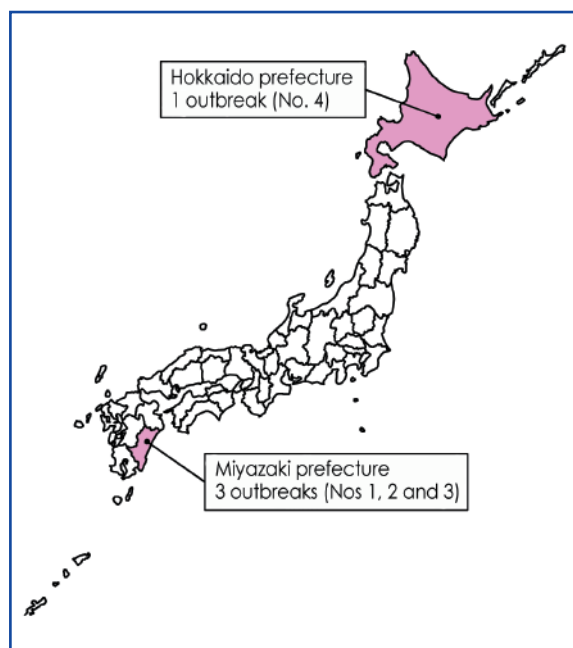 Hokkaido prefecture
1 outbreak (No. 4)
Miyazaki prefecture
3 outbreaks (Nos 1, 2 and 3)